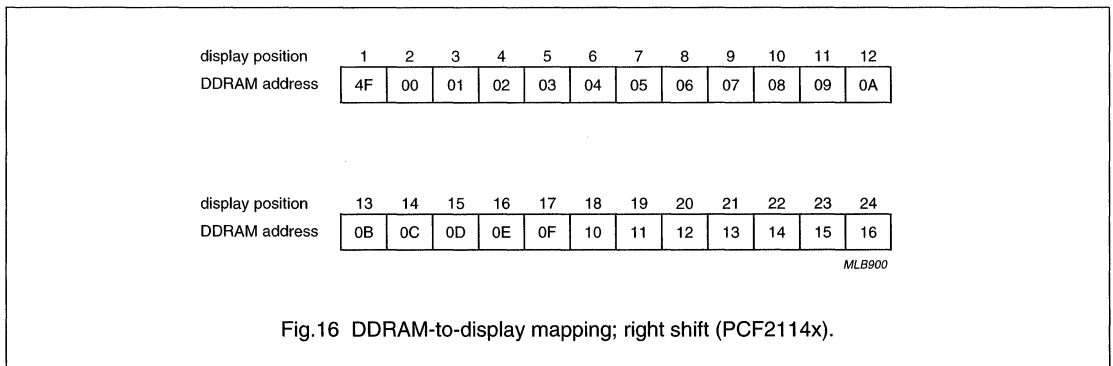 display position 1 2 3 4 5 6 7 8 9 10 11 12
DDRAM address 4F 00 01 02 03 04 05 06 07 08 09 0A
display position 13 14 15 16 17 18 19 20 21 22 23 24
DDRAM address 0B 0C 0D 0E 0F 10 11 12 13 14 15 16
MLB900
Fig.16 DDRAM-to-display mapping; right shift (PCF2114x).